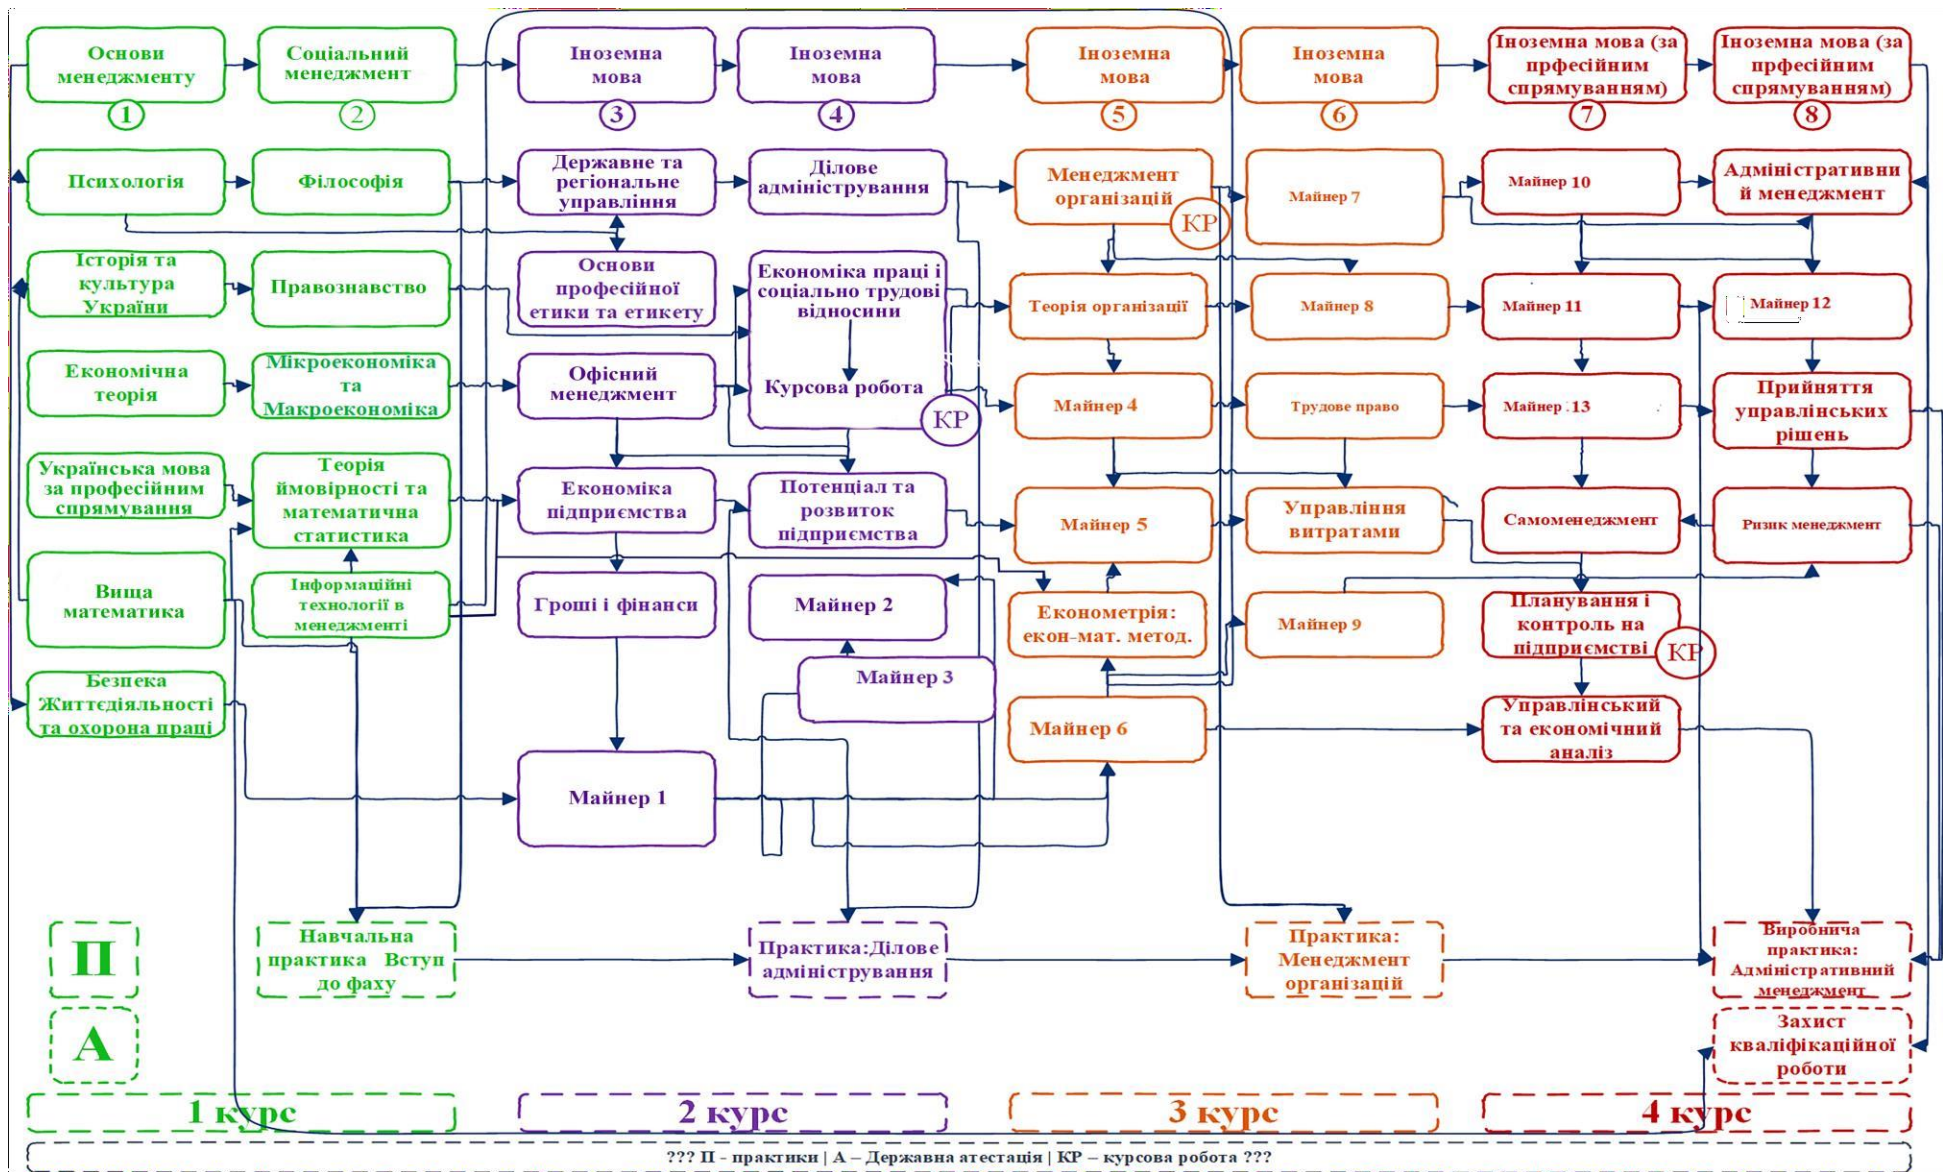 Основи
менеджменту
Соціальний
менеджмент
Іноземна
мова
Іноземна
мова
Іноземна
мова
Іноземна
мова
Іноземна мова (за
прфесійним
спрямуванням)
Іноземна мова (за
прфесійним
спрямуванням)
1
2
3
4
5
6
7
8
Психологія
Філософія
Державне та
регіональне
управління
Ділове
адміністрування
Менеджмент
організацій
КР
Майнер 7
Майнер 10
Адміністративни
й менеджмент
Історія та
культура
України
Правознавство
Основи
професійної
етики та етикету
Економіка праці і
соціально трудові
відносини
Курсова робота
КР
Теорія організації
Майнер 8
Майнер 11
Майнер 12
Економічна
теорія
Мікроекономіка
та
Макроекономіка
Офісний
менеджмент
Майнер 4
Трудове право
Майнер 13
Прийняття
управлінських
рішень
Українська мова
за професійним
спрямування
Теорія
ймовірності та
математична
статистика
Економіка
підприємства
Потенціал та
розвиток
підприємства
Майнер 5
Управління
витратами
Самоменеджмент
Ризик менеджмент
Вища
математика
Інформаційні
технології в
менеджменті
Гроші і фінанси
Майнер 2
Економетрія:
екон-мат. метод.
Майнер 9
Планування і
контроль на
підприємстві
КР
Безпека
Життєдіяльності
та охорона праці
Майнер 3
Майнер 6
Управлінський
та економічний
аналіз
Майнер 1
П
Навчальна
практика Вступ
до фаху
Практика:Ділове
адміністрування
Практика:
Менеджмент
організацій
Виробнича
практика:
Адміністративний
менеджмент
А
Захист
кваліфікаційної
роботи
1 курс
2 курс
3 курс
4 курс
??? П - практики | А – Державна атестація | КР – курсова робота ???